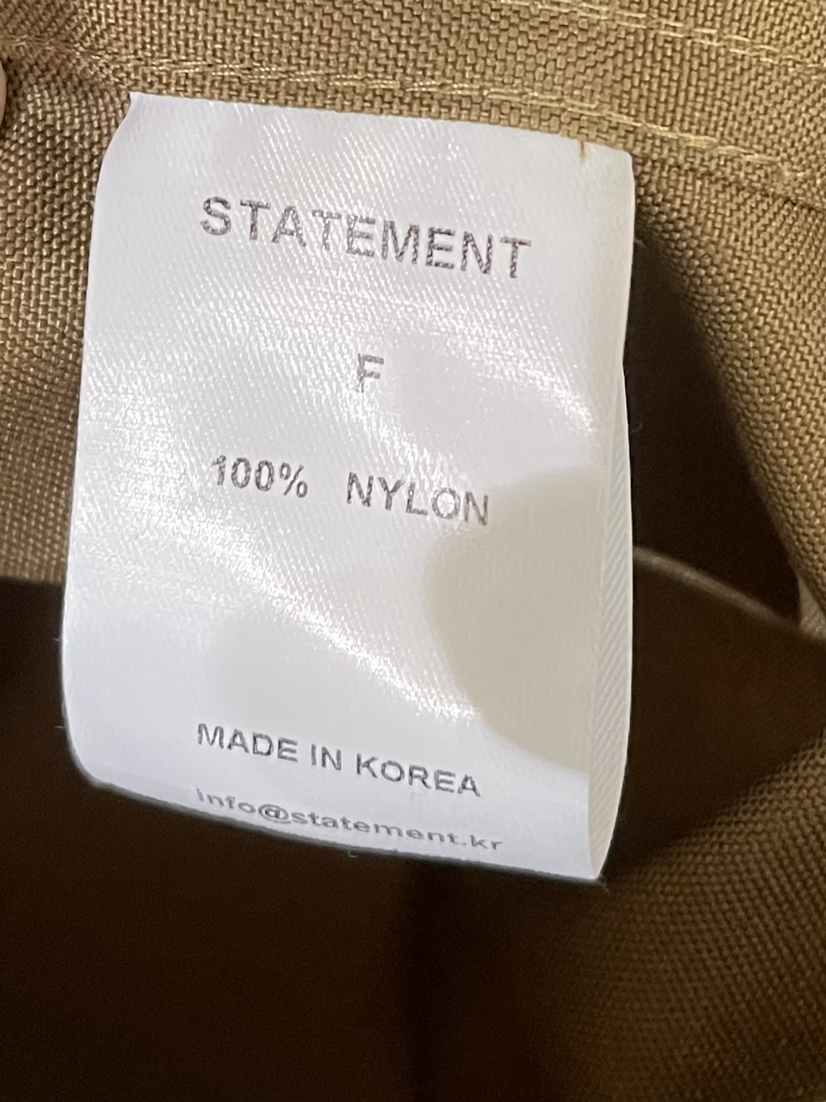 STATEMENT
F
100% NYLON
MADE IN KOREA
info@statement.kr